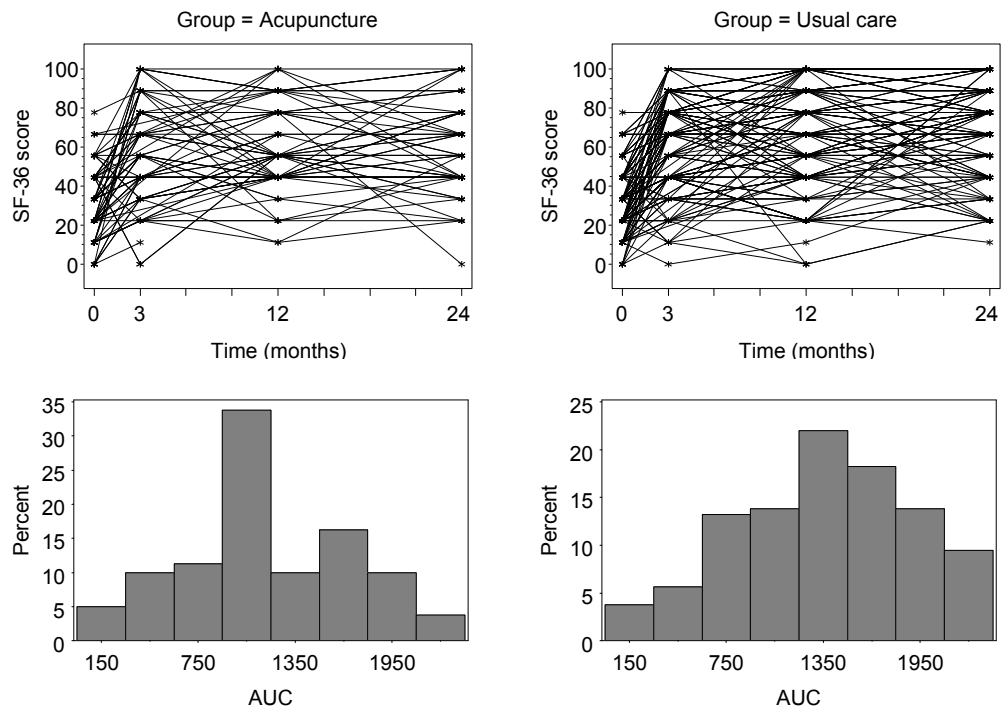 Group = Acupuncture
SF-36 score
100
80
60
40
20
0
0 3 12 24
Time (months)
Group = Usual care
SF-36 score
100
80
60
40
20
0
0 3 12 24
Time (months)
Percent
35
30
25
20
15
10
5
0
150 750 1350 1950
AUC
Percent
25
20
15
10
5
0
150 750 1350 1950
AUC